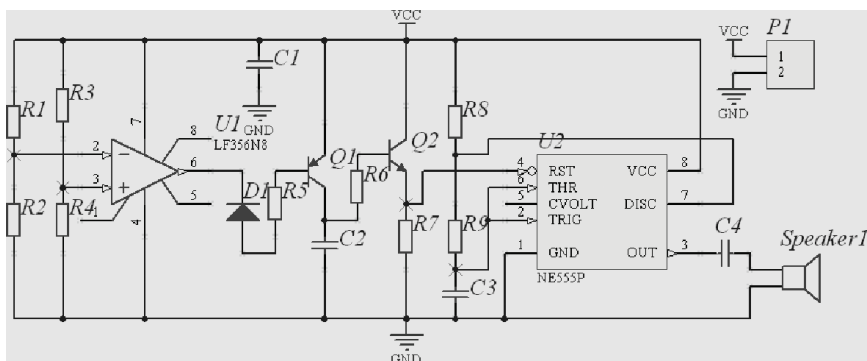 VCC
P1
VCC
1
2
GND
C1
GND
R1
R3
7
U1
8
LF356N8
2
6
3
1
4
5
R2
R4
D1
R5
Q1
C2
R6
Q2
R7
R8
R9
C3
U2
4
RST
VCC
8
6
THR
5
CVOLT
DISC
7
2
TRIG
1
GND
OUT
3
NE555P
C4
Speaker1
GND